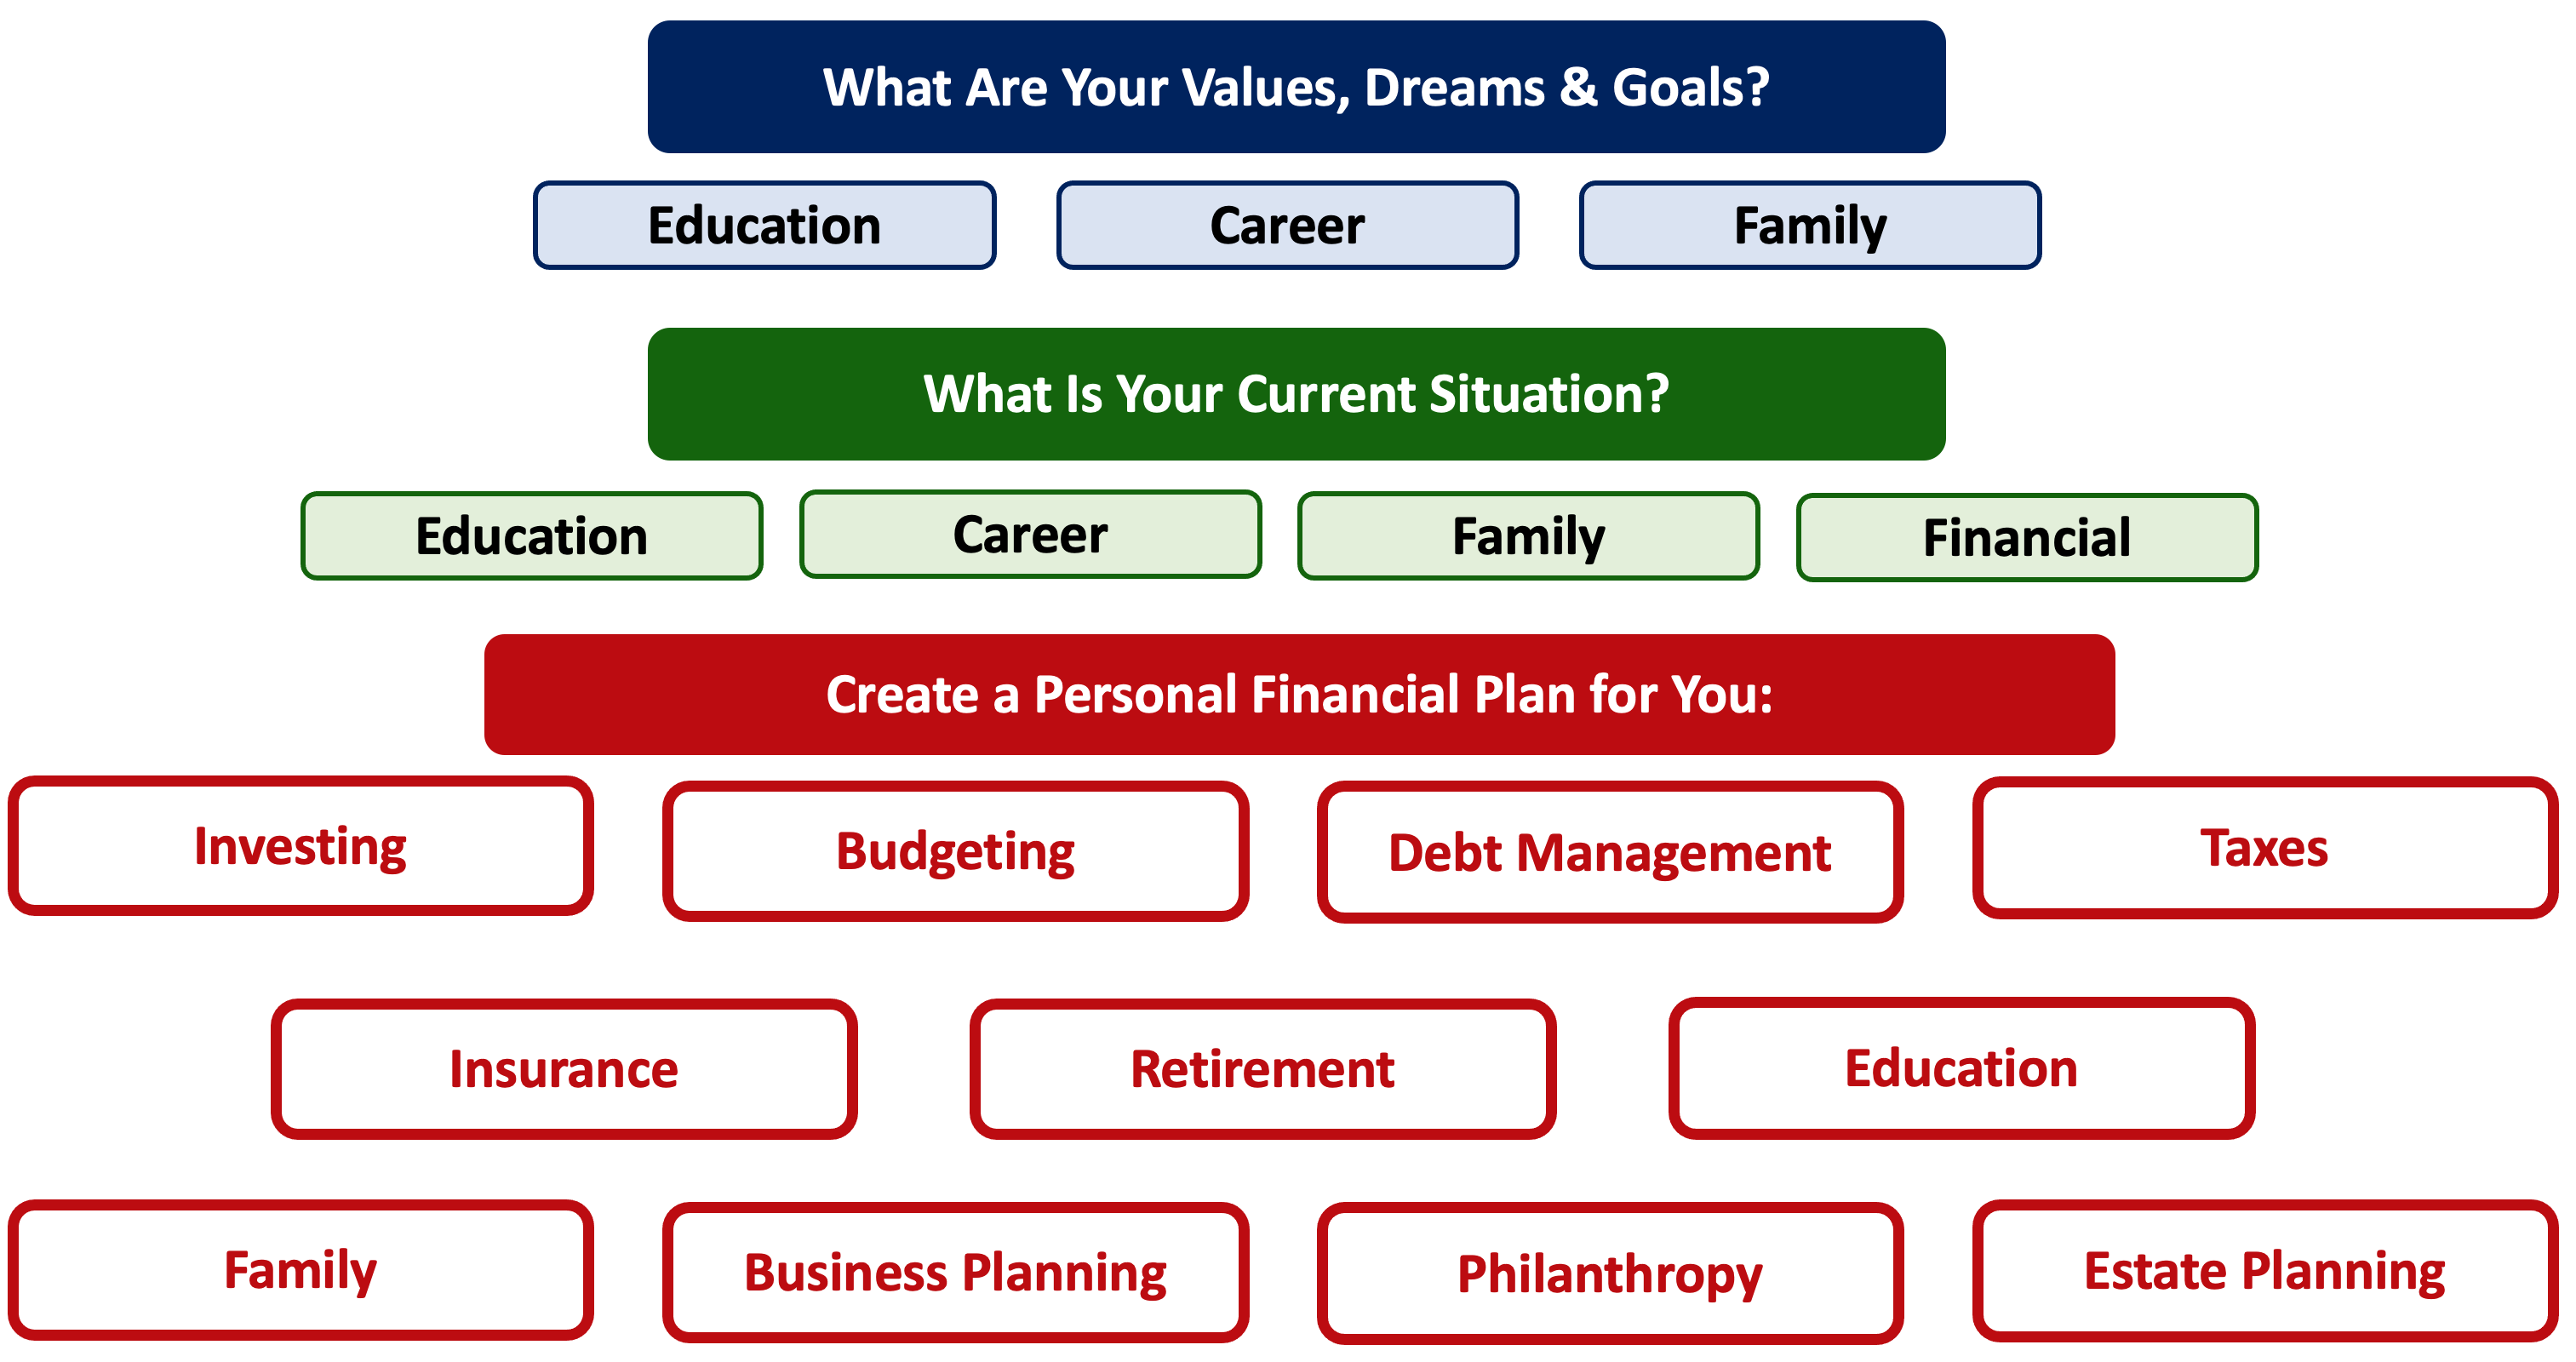 What Are Your Values, Dreams & Goals?
Education
Career
Family
What Is Your Current Situation?
Education
Career
Family
Financial
Create a Personal Financial Plan for You:
Investing
Budgeting
Debt Management
Taxes
Insurance
Retirement
Education
Family
Business Planning
Philanthropy
Estate Planning